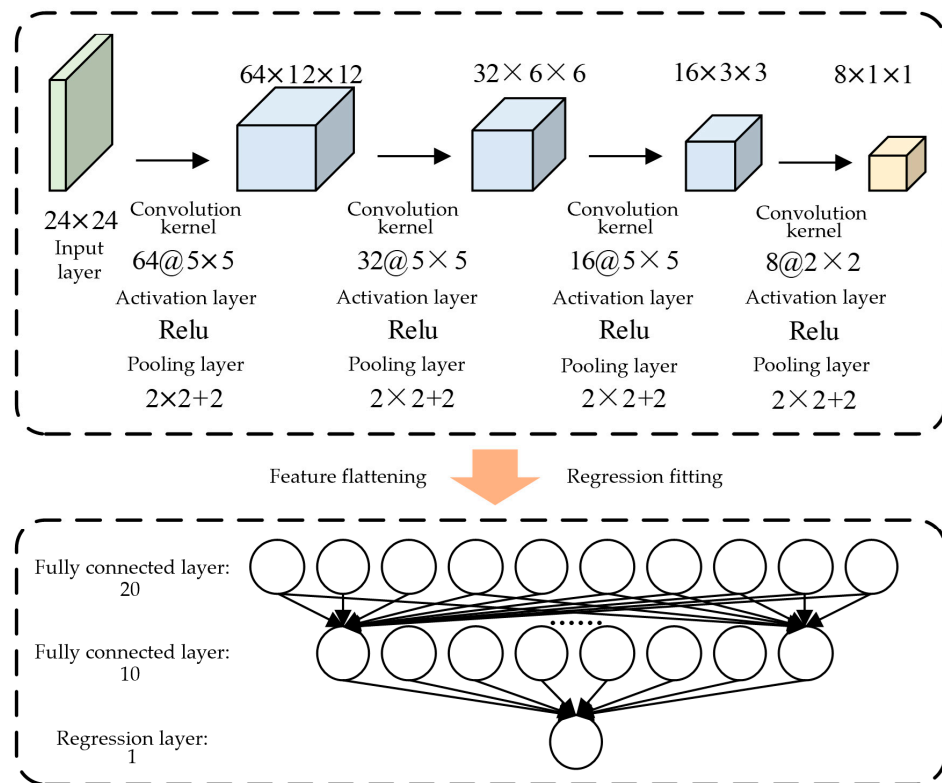 64×12×12
32×6×6
16×3×3
8×1×1
24×24
Input
layer
Convolution
kernel
64@5×5
Activation layer
Relu
Pooling layer
2×2+2
Convolution
kernel
32@5×5
Activation layer
Relu
Pooling layer
2×2+2
Convolution
kernel
16@5×5
Activation layer
Relu
Pooling layer
2×2+2
Convolution
kernel
8@2×2
Activation layer
Relu
Pooling layer
2×2+2
Feature flattening
Regression fitting
Fully connected layer:
20
......
Fully connected layer:
10
Regression layer:
1